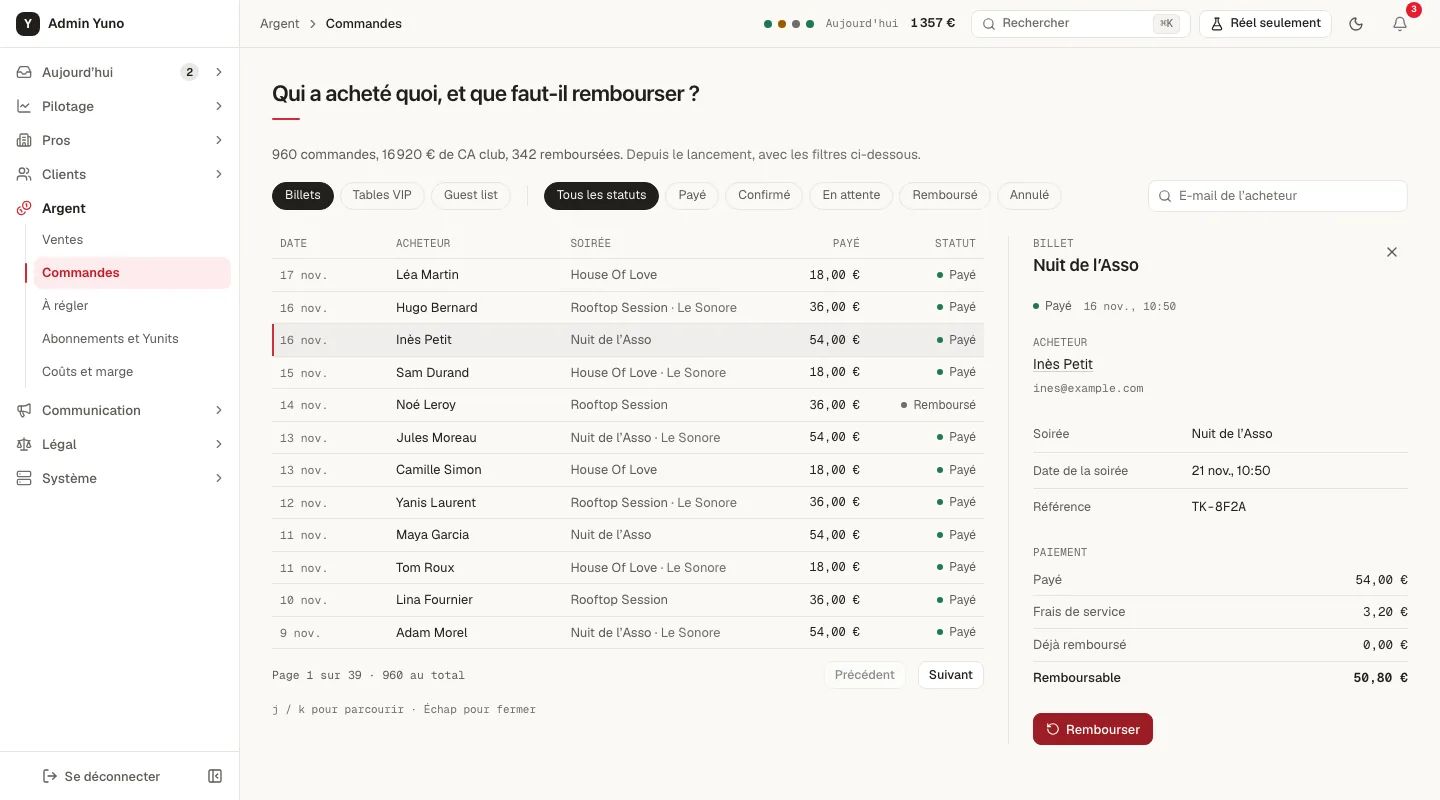 Y Admin Yuno
Argent > Commandes
Aujourd'hui 1 357 € Rechercher ⌘K Réel seulement 3
Aujourd'hui 2
Pilotage
Pros
Clients
Argent
Ventes
Commandes
À régler
Abonnements et Yunits
Coûts et marge
Communication
Légal
Système
Se déconnecter
Qui a acheté quoi, et que faut-il rembourser ?
960 commandes, 16 920 € de CA club, 342 remboursées. Depuis le lancement, avec les filtres ci-dessous.
Billets Tables VIP Guest list Tous les statuts Payé Confirmé En attente Remboursé Annulé E-mail de l'acheteur
DATE ACHETEUR SOIRÉE PAYÉ STATUT
17 nov. Léa Martin House Of Love 18,00 € Payé
16 nov. Hugo Bernard Rooftop Session · Le Sonore 36,00 € Payé
16 nov. Inès Petit Nuit de l'Asso 54,00 € Payé
15 nov. Sam Durand House Of Love · Le Sonore 18,00 € Payé
14 nov. Noé Leroy Rooftop Session 36,00 € Remboursé
13 nov. Jules Moreau Nuit de l'Asso · Le Sonore 54,00 € Payé
13 nov. Camille Simon House Of Love 18,00 € Payé
12 nov. Yanis Laurent Rooftop Session · Le Sonore 36,00 € Payé
11 nov. Maya Garcia Nuit de l'Asso 54,00 € Payé
11 nov. Tom Roux House Of Love · Le Sonore 18,00 € Payé
10 nov. Lina Fournier Rooftop Session 36,00 € Payé
9 nov. Adam Morel Nuit de l'Asso · Le Sonore 54,00 € Payé
Page 1 sur 39 · 960 au total Précédent Suivant
j / k pour parcourir · Échap pour fermer
BILLET
Nuit de l'Asso
Payé 16 nov., 10:50
ACHETEUR
Inès Petit
ines@example.com
Soirée Nuit de l'Asso
Date de la soirée 21 nov., 10:50
Référence TK-8F2A
PAIEMENT
Payé 54,00 €
Frais de service 3,20 €
Déjà remboursé 0,00 €
Remboursable 50,80 €
Rembourser